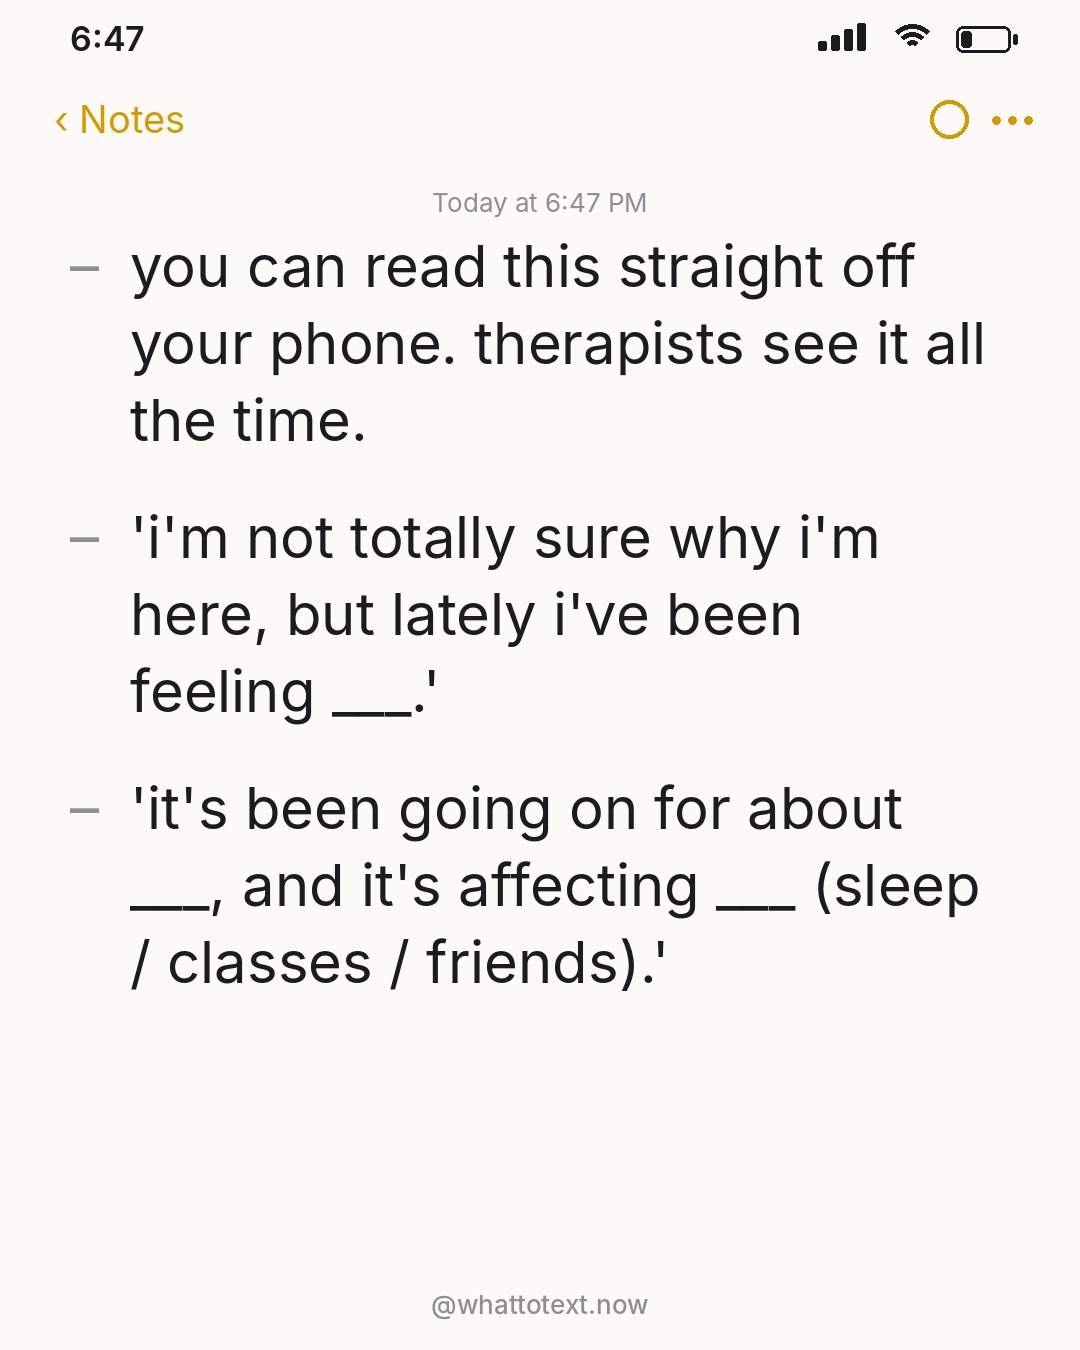 6:47
‹ Notes
Today at 6:47 PM
– you can read this straight off
your phone. therapists see it all
the time.
– 'i'm not totally sure why i'm
here, but lately i've been
feeling ___.'
– 'it's been going on for about
___, and it's affecting ___ (sleep
/ classes / friends).'
@whattotext.now